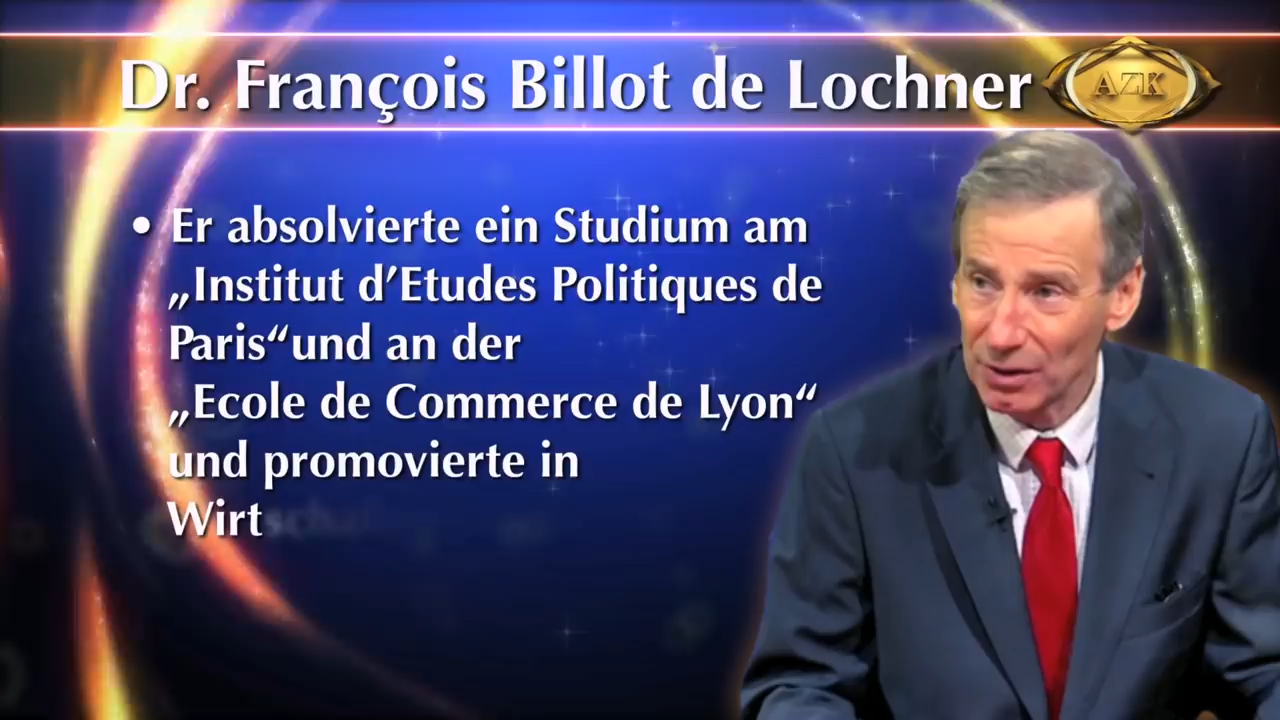 Dr. François Billot de Lochner
AZK
• Er absolvierte ein Studium am
„Institut d’Etudes Politiques de
Paris“und an der
„Ecole de Commerce de Lyon“
und promovierte in
Wirt